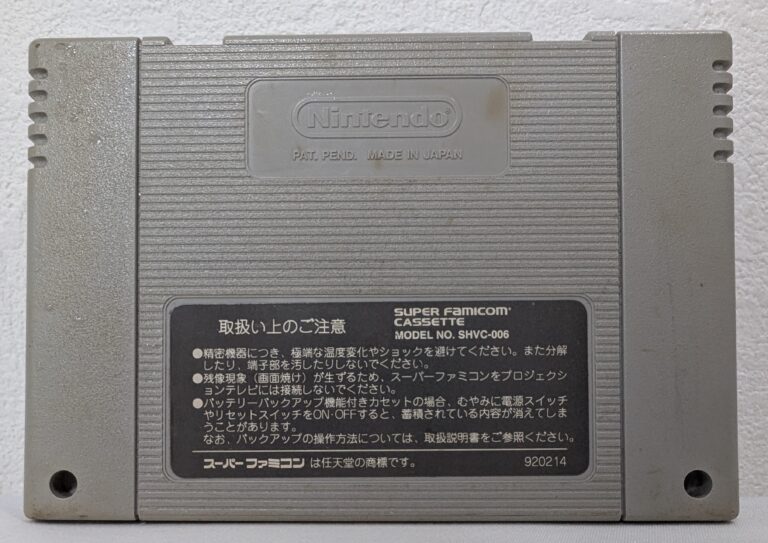 Nintendo
PAT. PEND. MADE IN JAPAN
取扱い上のご注意
SUPER FAMICOM®
CASSETTE
MODEL NO. SHVC-006
●精密機器につき、極端な温度変化やショックを避けてください。また分解
したり、端子部を汚したりしないでください。
●残像現象（画面焼け）が生ずるため、スーパーファミコンをプロジェクシ
ョンテレビには接続しないでください。
●バッテリーバックアップ機能付きカセットの場合、むやみに電源スイッチ
やリセットスイッチをON・OFFすると、蓄積されている内容が消えてしま
うことがあります。
なお、バックアップの操作方法については、取扱説明書をご参照ください。
スーパーファミコン は任天堂の商標です。 920214